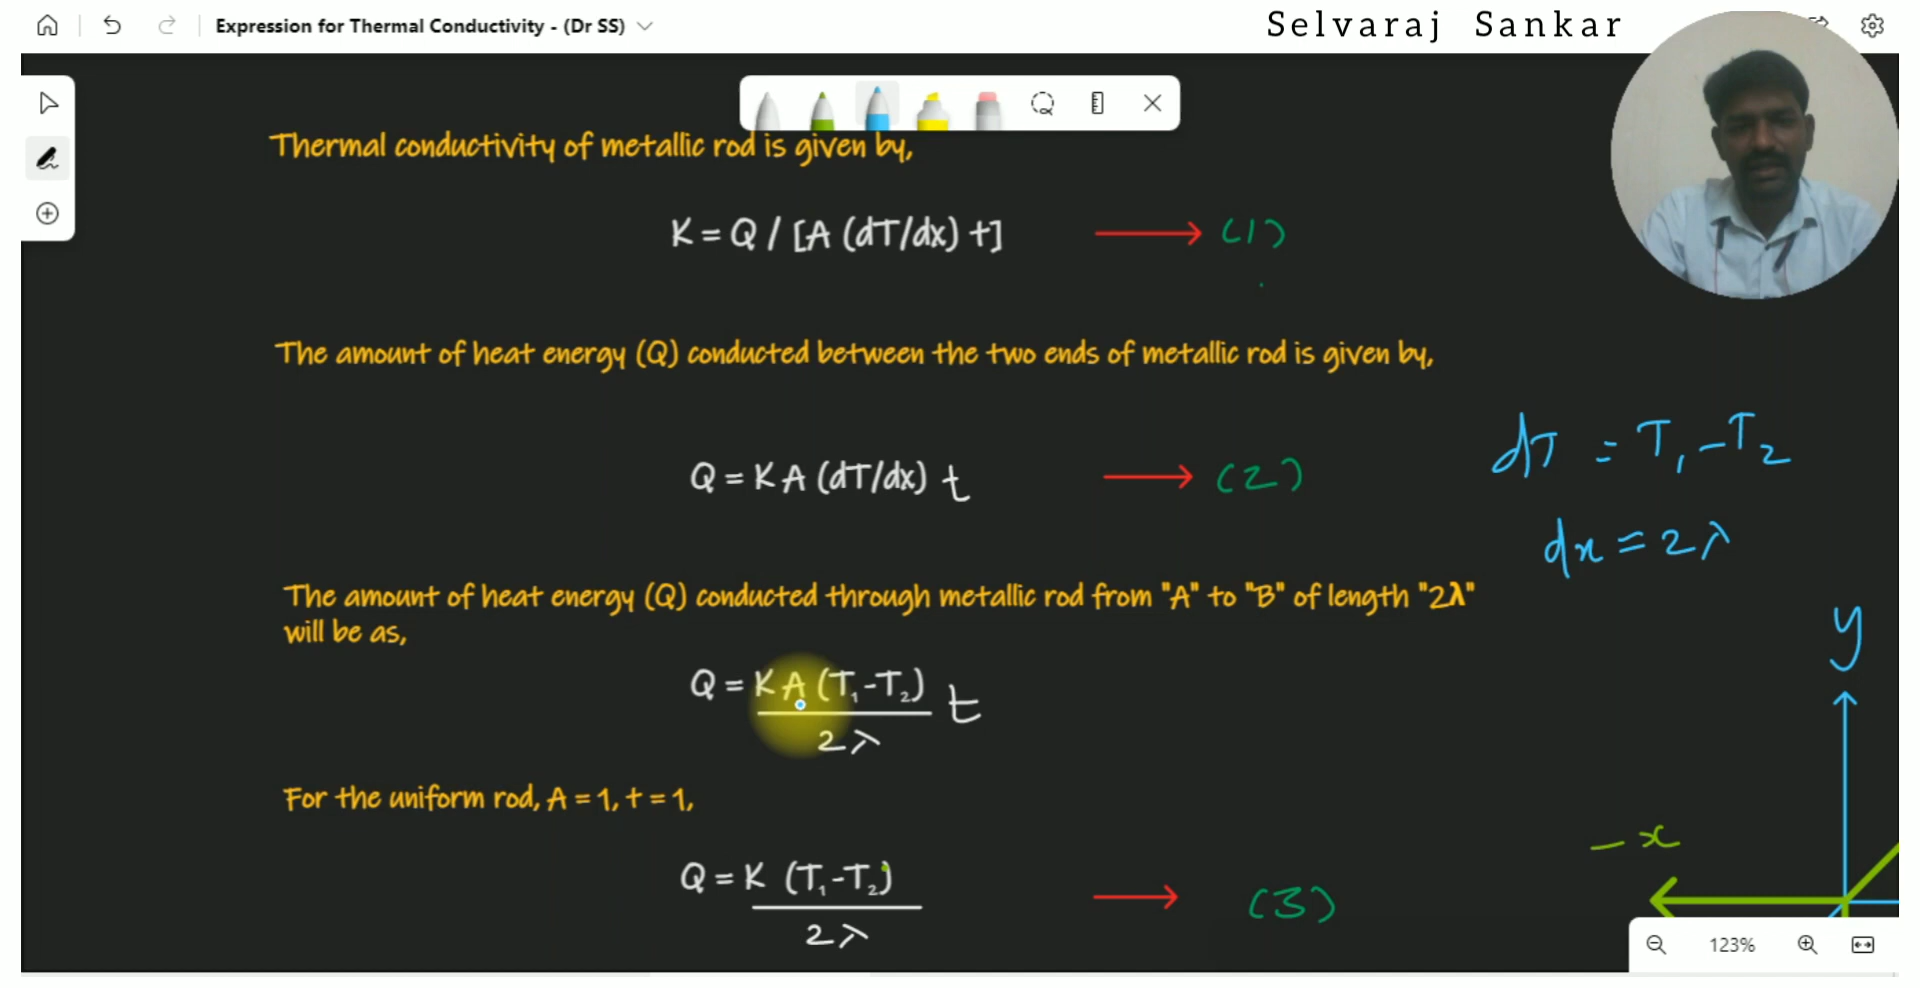 Expression for Thermal Conductivity - (Dr SS)
Selvaraj Sankar
Thermal conductivity of metallic rod is given by,
K = Q / [A (dT/dx) t]
(1)
The amount of heat energy (Q) conducted between the two ends of metallic rod is given by,
dT = T₁ - T₂
Q = K A (dT/dx) t
(2)
dx = 2λ
The amount of heat energy (Q) conducted through metallic rod from "A" to "B" of length "2λ"
will be as,
y
Q = K A (T₁ - T₂) t
2λ
For the uniform rod, A = 1, t = 1,
- x
Q = K (T₁ - T₂)
(3)
2λ
123%